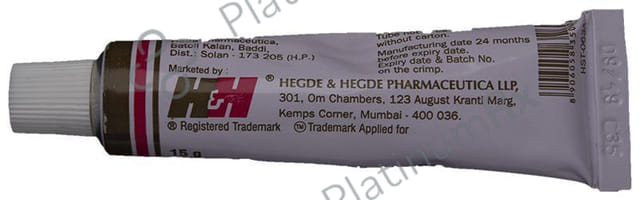 Pharmaceutica,
Batoli Kalan, Baddi,
Dist. Solan - 173 205 (H.P.)
Marketed by :
H&H
®
HEGDE & HEGDE PHARMACEUTICA LLP,
301, Om Chambers, 123 August Kranti Marg,
Kemps Corner, Mumbai - 400 036.
® Registered Trademark
TM Trademark Applied for
15 g
without carton.
Manufacturing date 24 months
before expiry date
Expiry date & Batch No.
on the crimp.